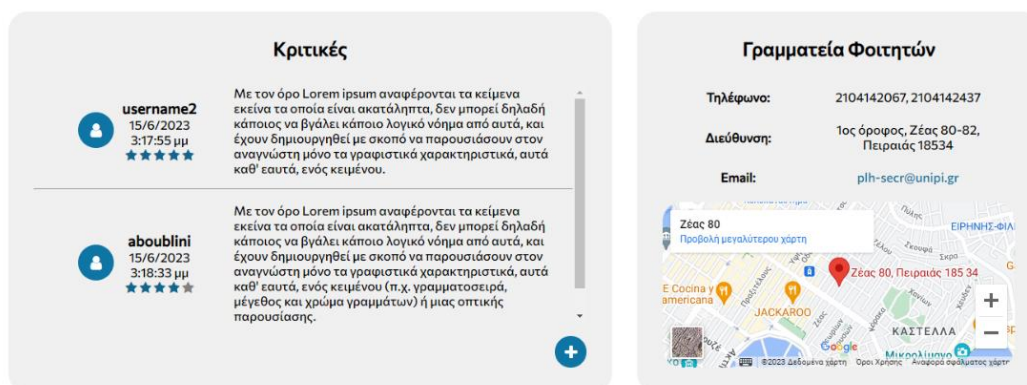 Κριτικές
username2
15/6/2023
3:17:55 μμ
Με τον όρο Lorem ipsum αναφέρονται τα κείμενα
εκείνα τα οποία είναι ακατάληπτα, δεν μπορεί δηλαδή
κάποιος να βγάλει κάποιο λογικό νόημα από αυτά, και
έχουν δημιουργηθεί με σκοπό να παρουσιάσουν στον
αναγνώστη μόνο τα γραφιστικά χαρακτηριστικά, αυτά
καθ' εαυτά, ενός κειμένου.
aboublini
15/6/2023
3:18:33 μμ
Με τον όρο Lorem ipsum αναφέρονται τα κείμενα
εκείνα τα οποία είναι ακατάληπτα, δεν μπορεί δηλαδή
κάποιος να βγάλει κάποιο λογικό νόημα από αυτά, και
έχουν δημιουργηθεί με σκοπό να παρουσιάσουν στον
αναγνώστη μόνο τα γραφιστικά χαρακτηριστικά, αυτά
καθ' εαυτά, ενός κειμένου (π.χ. γραμματοσειρά,
μέγεθος και χρώμα γραμμάτων) ή μιας οπτικής
παρουσίασης.
Γραμματεία Φοιτητών
Τηλέφωνο: 2104142067, 2104142437
Διεύθυνση: 1ος όροφος, Ζέας 80-82,
Πειραιάς 18534
Email: plh-secr@unipi.gr
Ζέας 80
Προβολή μεγαλύτερου χάρτη
Πύλης
ΕΙΡΗΝΗΣ-ΦΙΛ
Σκουφά
Σκρα
Ζέας 80, Πειραιάς 185 34
E Cocina y
americana
Πραξιτέλους
JACKAROO
Ζέας
ΚΑΣΤΕΛΛΑ
Google
Μικρολίμανο
©2023 Δεδομένα χάρτη
Όροι Χρήσης
Αναφορά σφάλματος χάρτη